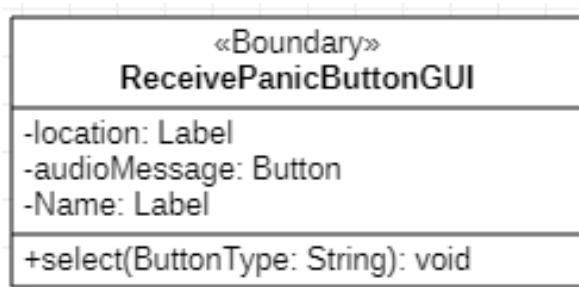 «Boundary»
ReceivePanicButtonGUI
-location: Label
-audioMessage: Button
-Name: Label
+select(ButtonType: String): void